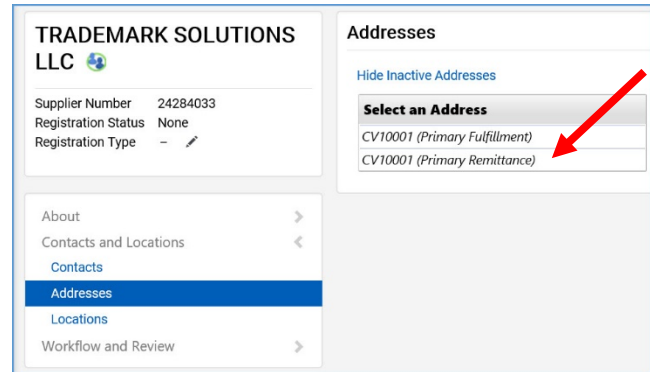 TRADEMARK SOLUTIONS
LLC
Supplier Number 24284033
Registration Status None
Registration Type –
About
Contacts and Locations
Contacts
Addresses
Locations
Workflow and Review
Addresses
Hide Inactive Addresses
Select an Address
CV10001 (Primary Fulfillment)
CV10001 (Primary Remittance)